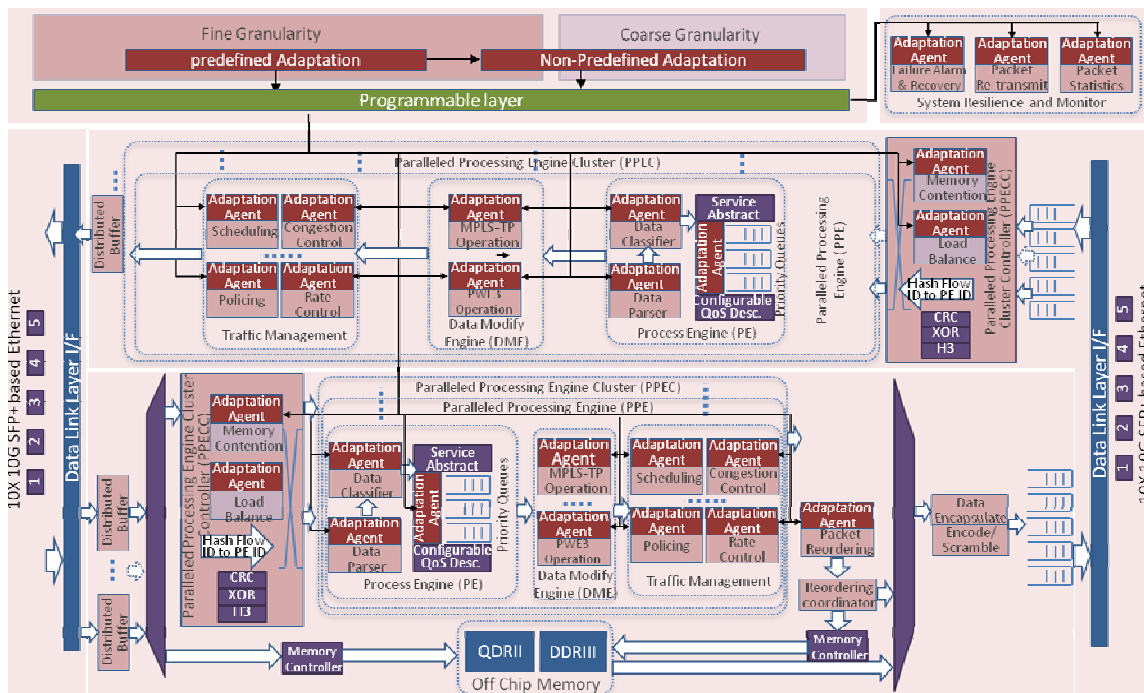 Fine Granularity
Coarse Granularity
predefined Adaptation
Non-Predefined Adaptation
Programmable layer
Adaptation
Agent
Failure Alarm
& Recovery
Adaptation
Agent
Packet
Re-transmit
Adaptation
Agent
Packet
Statistics
System Resilience and Monitor
10X 10G SFP+based Ethernet
1 2 3 4 5
Data Link Layer I/F
Distributed
Buffer
Paralleled Processing Engine Cluster (PPLC)
Adaptation
Agent
Scheduling
Adaptation
Agent
Congestion
Control
Adaptation
Agent
Policing
Adaptation
Agent
Rate
Control
Traffic Management
Adaptation
Agent
MPLS-TP
Operation
Adaptation
Agent
PWE3
Operation
Data Modify
Engine (DMF)
Adaptation
Agent
Data
Classifier
Adaptation
Agent
Data
Parser
Service
Abstract
Adaptation
Agent
Configurable
QoS Desc.
Priority Queues
Process Engine (PE)
Paralleled Processing
Engine (PPE)
Adaptation
Agent
Memory
Contention
Adaptation
Agent
Load
Balance
Hash Flow
ID to PE ID
CRC
XOR
H3
Paralleled Processing Engine
Cluster Controller (PPECC)
Data Link Layer I/F
1 2 3 4 5
Distributed
Buffer
Distributed
Buffer
Paralleled Processing Engine Cluster
Controller (PPECC)
Adaptation
Agent
Memory
Contention
Adaptation
Agent
Load
Balance
Hash Flow
ID to PE ID
CRC
XOR
H3
Paralleled Processing Engine Cluster (PPEC)
Paralleled Processing Engine (PPE)
Adaptation
Agent
Data
Classifier
Adaptation
Agent
Data
Parser
Service
Abstract
Adaptation
Agent
Configurable
QoS Desc.
Priority Queues
Process Engine (PE)
Adaptation
Agent
MPLS-TP
Operation
Adaptation
Agent
PWE3
Operation
Data Modify
Engine (DME)
Adaptation
Agent
Scheduling
Adaptation
Agent
Congestion
Control
Adaptation
Agent
Policing
Adaptation
Agent
Rate
Control
Traffic Management
Adaptation
Agent
Packet
Reordering
Reordering
coordinator
Memory
Controller
Data
Encapsulate
Encode/
Scramble
Memory
Controller
QDRII
DDRIII
Off Chip Memory